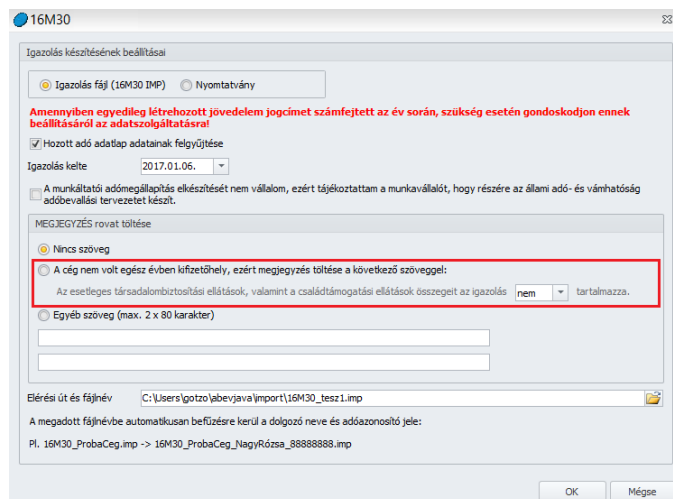 16M30
Igazolás készítésének beállításai
Igazolás fájl (16M30 IMP) Nyomtatvány
Amennyiben egyedileg létrehozott jövedelem jogcímet számfejtett az év során, szükség esetén gondoskodjon ennek
beállításáról az adatszolgáltatásra!
Hozott adó adatlap adatainak felgyűjtése
Igazolás kelte 2017.01.06.
A munkáltatói adómegállapítás elkészítését nem vállalom, ezért tájékoztattam a munkavállalót, hogy részére az állami adó- és vámhatóság
adóbevallási tervezetet készít.
MEGJEGYZÉS rovat töltése
Nincs szöveg
A cég nem volt egész évben kifizetőhely, ezért megjegyzés töltése a következő szöveggel:
Az esetleges társadalombiztosítási ellátások, valamint a családtámogatási ellátások összegeit az igazolás nem tartalmazza.
Egyéb szöveg (max. 2 x 80 karakter)
Elérési út és fájlnév C:\Users\gotzo\abevjava\import\16M30_tesz1.imp
A megadott fájlnévbe automatikusan befűzésre kerül a dolgozó neve és adóazonosító jele:
Pl. 16M30_ProbaCeg.imp -> 16M30_ProbaCeg_NagyRózsa_88888888.imp
OK Mégse